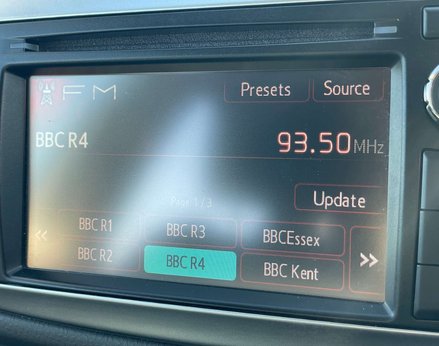 FM
Presets
Source
BBC R4
93.50MHz
Page 1 / 3
Update
BBC R1
BBC R3
BBCEssex
BBC R2
BBC R4
BBC Kent